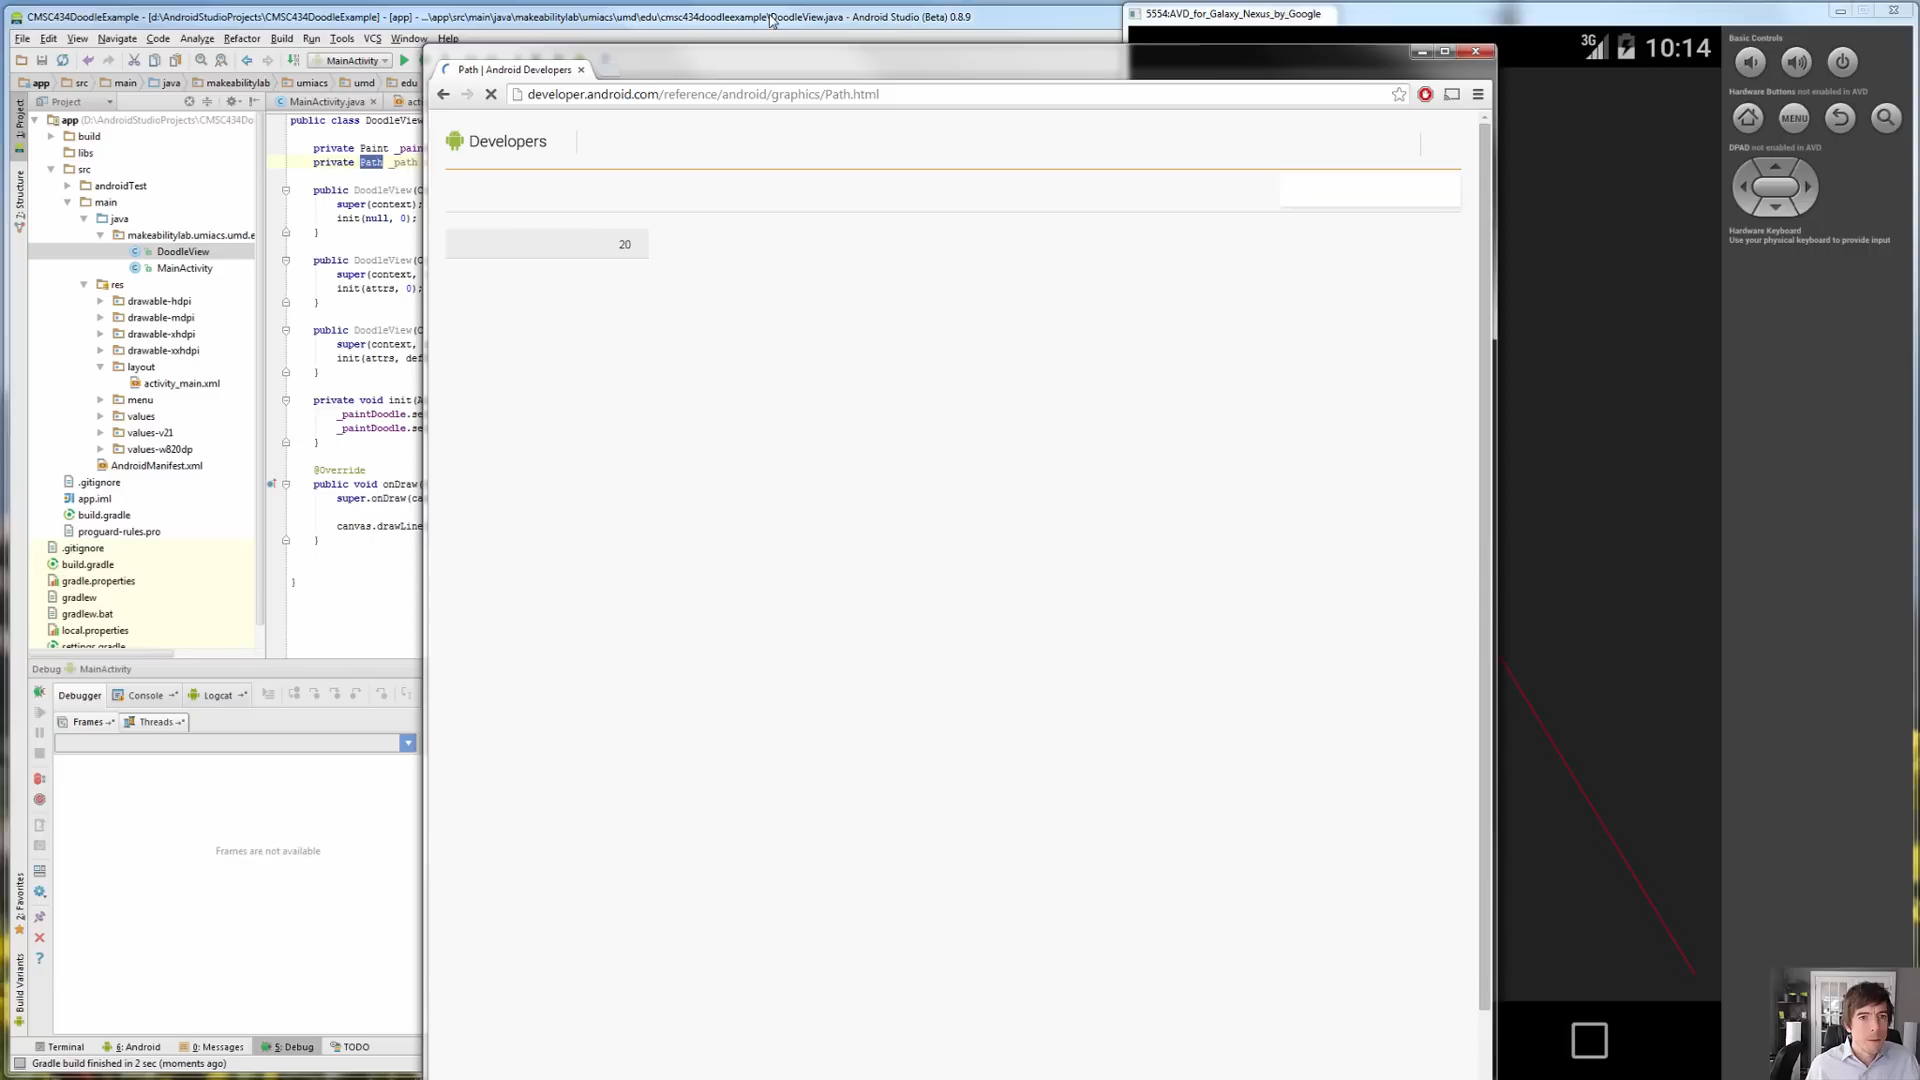 CMSC434DoodleExample - [d:\AndroidStudioProjects\CMSC434DoodleExample] - [app] - ...\app\src\main\java\makeabilitylab\umiacs\umd\edu\cmsc434doodleexample\DoodleView.java - Android Studio (Beta) 0.8.9
5554:AVD_for_Galaxy_Nexus_by_Google
File Edit View Navigate Code Analyze Refactor Build Run Tools VCS Window Help
MainActivity
app src main java makeabilitylab umiacs umd edu
Project
MainActivity.java
app (D:\AndroidStudioProjects\CMSC434Do
build
libs
src
androidTest
main
java
makeabilitylab.umiacs.umd.e
DoodleView
MainActivity
res
drawable-hdpi
drawable-mdpi
drawable-xhdpi
drawable-xxhdpi
layout
activity_main.xml
menu
values
values-v21
values-w820dp
AndroidManifest.xml
.gitignore
app.iml
build.gradle
proguard-rules.pro
.gitignore
build.gradle
gradle.properties
gradlew
gradlew.bat
local.properties
settings.gradle
1: Project
7: Structure
2: Favorites
Build Variants
public class DoodleView
private Paint _pain
private Path _path
public DoodleView(C
super(context);
init(null, 0);
}
public DoodleView(C
super(context,
init(attrs, 0);
}
public DoodleView(C
super(context,
init(attrs, def
}
private void init(A
_paintDoodle.se
_paintDoodle.se
}
@Override
public void onDraw(
super.onDraw(ca
canvas.drawLine
}
}
Path | Android Developers
developer.android.com/reference/android/graphics/Path.html
Developers
20
Debug MainActivity
Debugger Console Logcat
Frames Threads
Frames are not available
Terminal 6: Android 0: Messages 5: Debug TODO
Gradle build finished in 2 sec (moments ago)
3G 10:14
Basic Controls
Hardware Buttons not enabled in AVD
MENU
DPAD not enabled in AVD
Hardware Keyboard
Use your physical keyboard to provide input